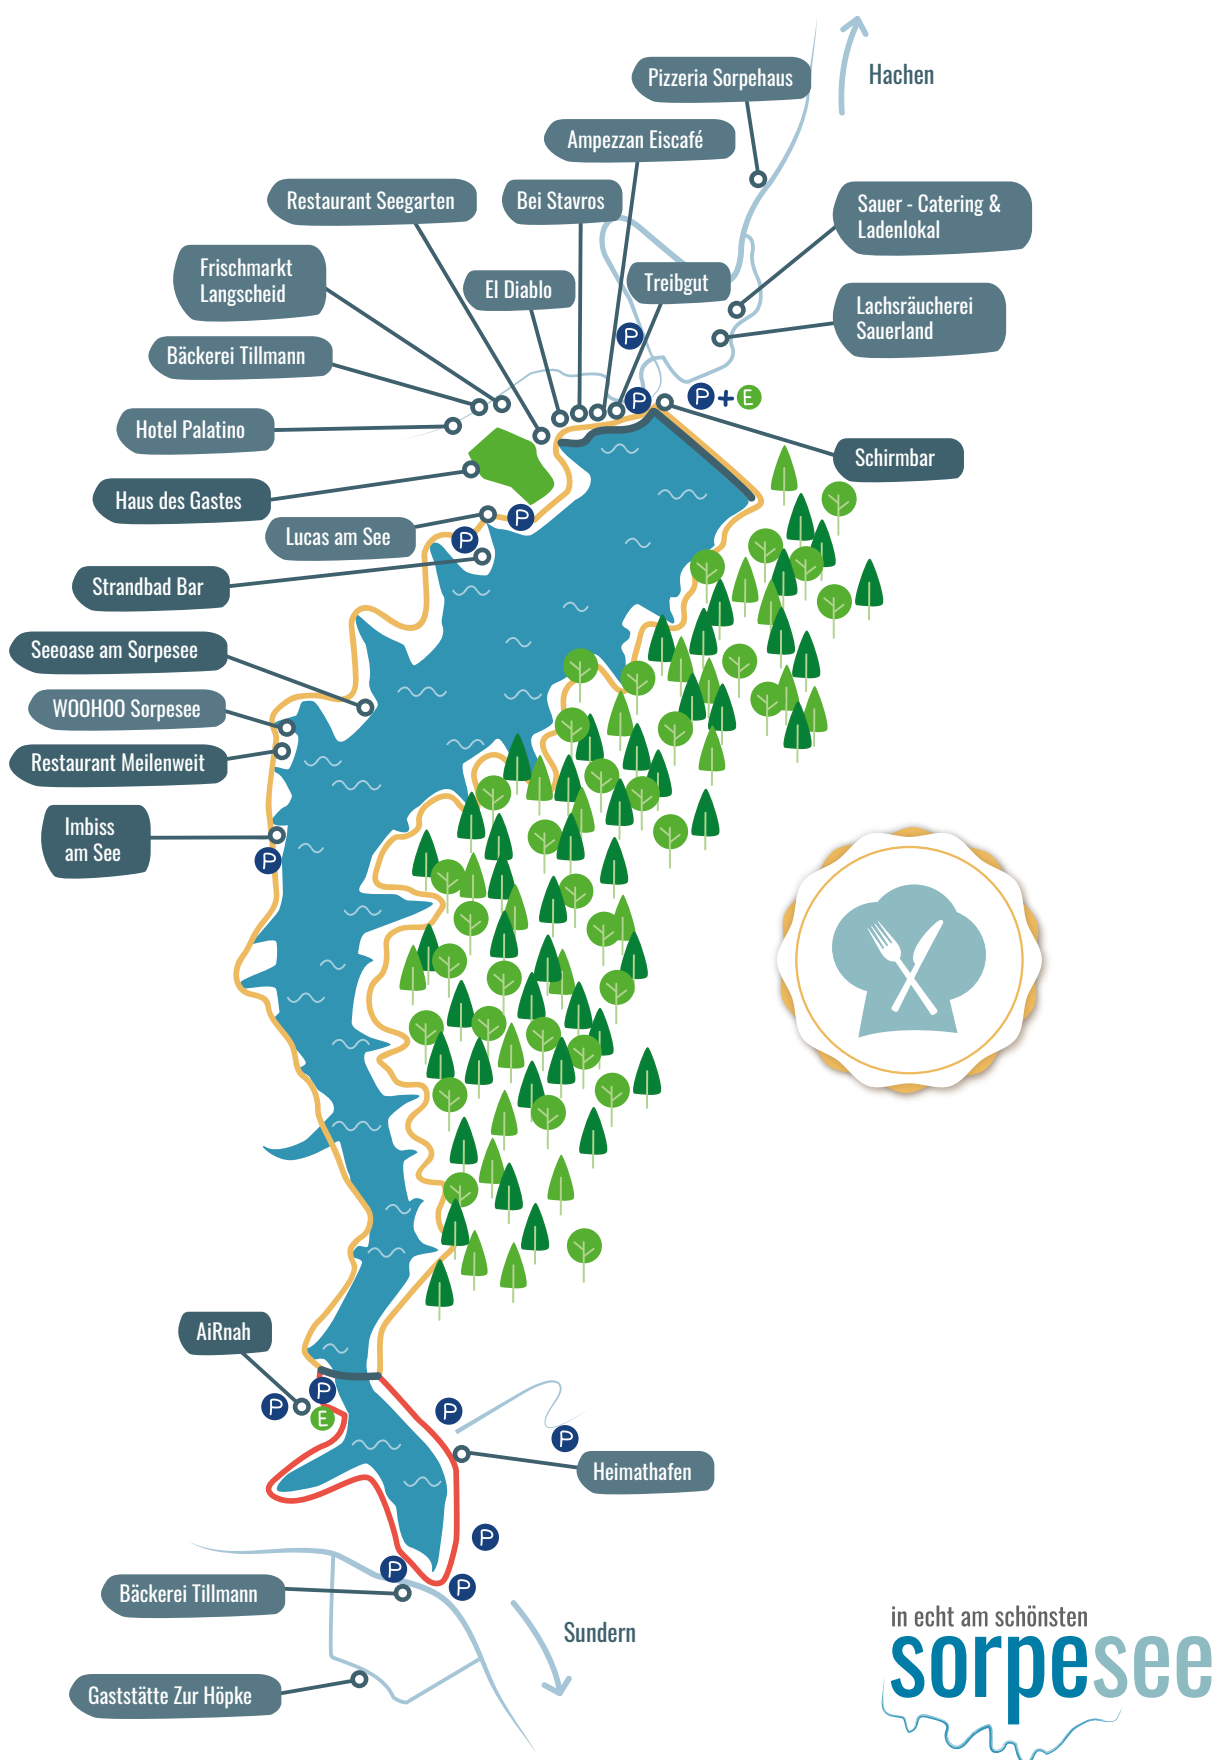 Hachen
Pizzeria Sorpehaus
Ampezzan Eiscafé
Restaurant Seegarten
Bei Stavros
Sauer - Catering &
Ladenlokal
Frischmarkt
Langscheid
El Diablo
Treibgut
Lachsräucherei
Sauerland
P
Bäckerei Tillmann
P
P+E
Hotel Palatino
Schirmbar
Haus des Gastes
Lucas am See
P
P
Strandbad Bar
Seeoase am Sorpesee
WOOHOO Sorpesee
Restaurant Meilenweit
Imbiss
am See
P
AiRnah
P
P
E
P
P
Heimathafen
P
P
P
Bäckerei Tillmann
Sundern
Gaststätte Zur Höpke
in echt am schönsten
sorpesee